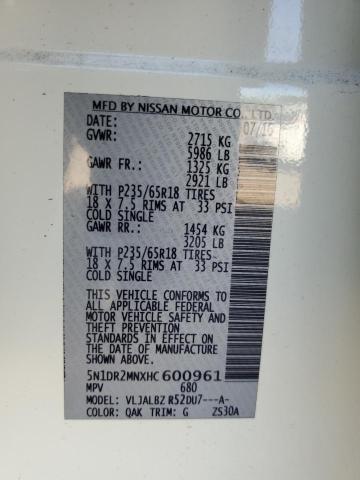 MFD BY NISSAN MOTOR CO., LTD.
DATE: 07/16
GVWR: 2715 KG
5986 LB
GAWR FR.: 1325 KG
2921 LB
WITH P235/65R18 TIRES
18 X 7.5 RIMS AT 33 PSI
COLD SINGLE
GAWR RR.: 1454 KG
3205 LB
WITH P235/65R18 TIRES
18 X 7.5 RIMS AT 33 PSI
COLD SINGLE
THIS VEHICLE CONFORMS TO
ALL APPLICABLE FEDERAL
MOTOR VEHICLE SAFETY AND
THEFT PREVENTION
STANDARDS IN EFFECT ON
THE DATE OF MANUFACTURE
SHOWN ABOVE.
5N1DR2MNXHC600961
MPV 680
MODEL: VLJALBZ R52DU7---A-
COLOR: QAK TRIM: G ZS30A